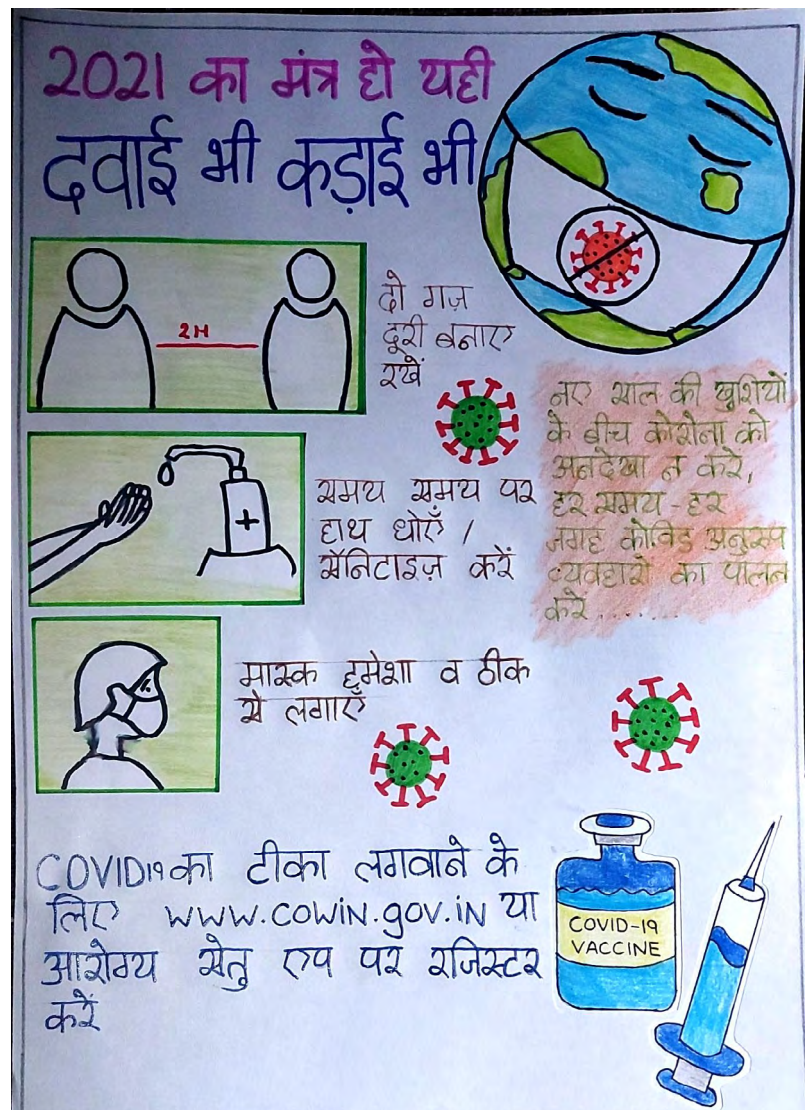 2021 का मंत्र हो यही
दवाई भी कड़ाई भी
2M
दो गज़
दूरी बनाए
रखें
नए साल की खुशियों
के बीच कोरोना को
अनदेखा न करे,
हर समय-हर
जगह कोविड अनुरूप
व्यवहारो का पालन
करे......
समय समय पर
हाथ धोएँ /
सॅनिटाइज़ करें
मास्क हमेशा व ठीक
से लगाएँ
COVID19 का टीका लगवाने के
लिए WWW.COWiN.gov.iN या
आरोग्य सेतु एप पर रजिस्टर
करें
COVID-19
VACCINE